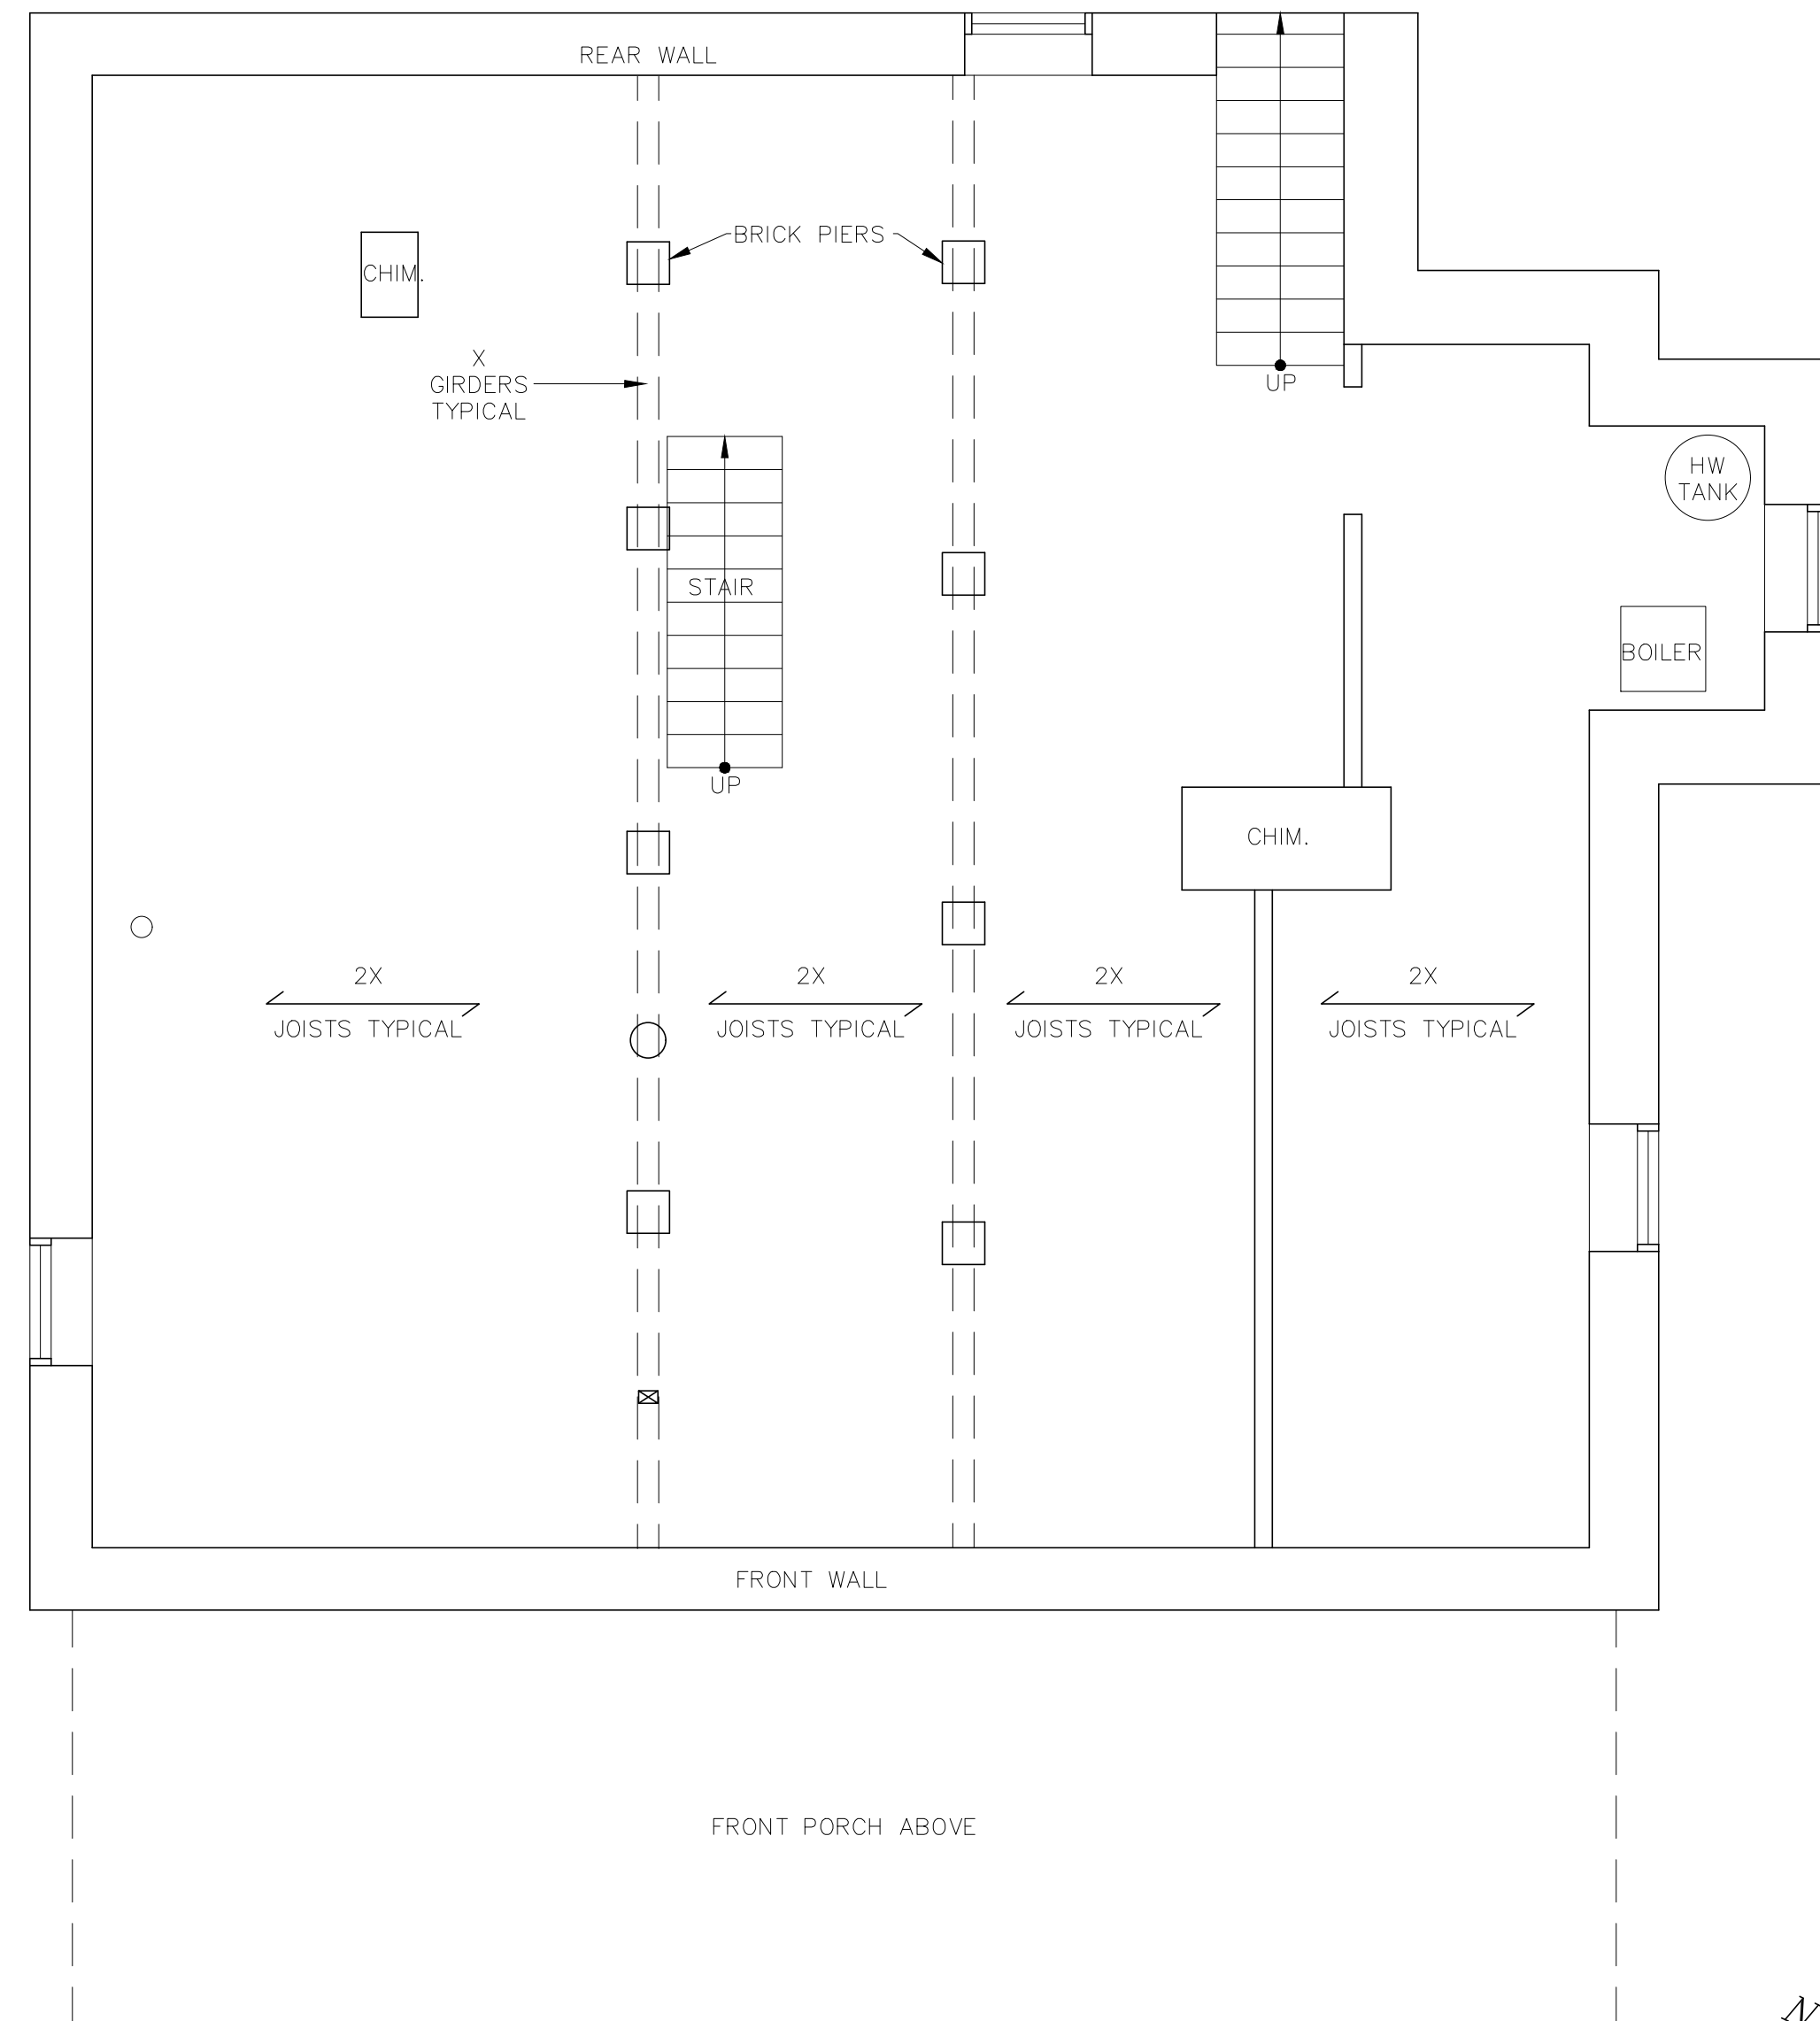 REAR WALL
BRICK PIERS
CHIM.
X
GIRDERS
TYPICAL
UP
HW
TANK
STAIR
BOILER
UP
CHIM.
2X
JOISTS TYPICAL
2X
JOISTS TYPICAL
2X
JOISTS TYPICAL
2X
JOISTS TYPICAL
FRONT WALL
FRONT PORCH ABOVE
N